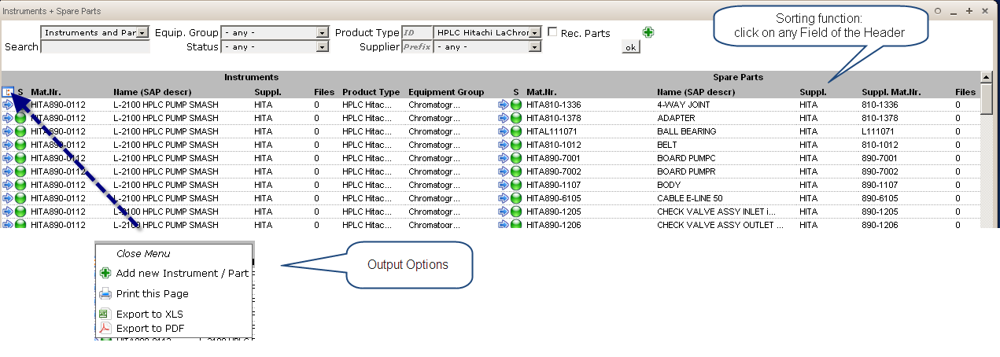 Instruments + Spare Parts
Sorting function:
click on any Field of the Header
Instruments and Par Equip. Group - any - Product Type ID HPLC Hitachi LaChron Rec. Parts
Search Status - any - Supplier Prefix - any - ok
Instruments Spare Parts
S Mat.Nr. Name (SAP descr) Suppl. Files Product Type Equipment Group S Mat.Nr. Name (SAP descr) Suppl. Suppl. Mat.Nr. Files
HITA890-0112 L-2100 HPLC PUMP SMASH HITA 0 HPLC Hitac... Chromatogr... HITA810-1336 4-WAY JOINT HITA 810-1336 0
HITA890-0112 L-2100 HPLC PUMP SMASH HITA 0 HPLC Hitac... Chromatogr... HITA810-1378 ADAPTER HITA 810-1378 0
HITA890-0112 L-2100 HPLC PUMP SMASH HITA 0 HPLC Hitac... Chromatogr... HITAL111071 BALL BEARING HITA L111071 0
HITA890-0112 L-2100 HPLC PUMP SMASH HITA 0 HPLC Hitac... Chromatogr... HITA810-1012 BELT HITA 810-1012 0
HITA890-0112 L-2100 HPLC PUMP SMASH HITA 0 HPLC Hitac... Chromatogr... HITA890-7001 BOARD PUMPC HITA 890-7001 0
HITA890-0112 L-2100 HPLC PUMP SMASH HITA 0 HPLC Hitac... Chromatogr... HITA890-7002 BOARD PUMPR HITA 890-7002 0
HITA890-0112 L-2100 HPLC PUMP SMASH HITA 0 HPLC Hitac... Chromatogr... HITA890-1107 BODY HITA 890-1107 0
HITA890-0112 L-2100 HPLC PUMP SMASH HITA 0 HPLC Hitac... Chromatogr... HITA890-6105 CABLE E-LINE 50 HITA 890-6105 0
HITA890-0112 L-2100 HPLC PUMP SMASH HITA 0 HPLC Hitac... Chromatogr... HITA890-1205 CHECK VALVE ASSY INLET i... HITA 890-1205 0
HITA890-0112 L-2100 HPLC PUMP SMASH HITA 0 HPLC Hitac... Chromatogr... HITA890-1206 CHECK VALVE ASSY OUTLET ... HITA 890-1206 0
Close Menu
Add new Instrument / Part
Print this Page
Export to XLS
Export to PDF
Output Options